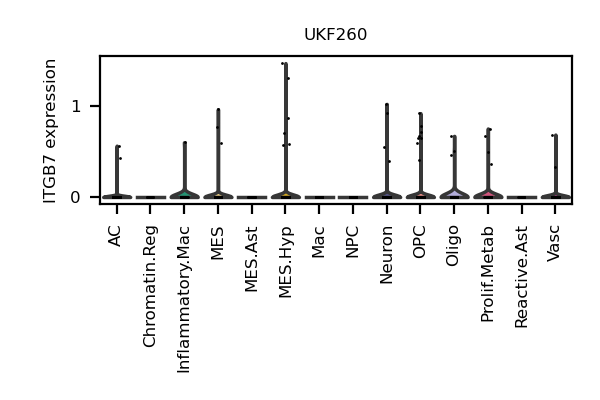 UKF260
ITGB7 expression
1
0
AC
Chromatin.Reg
Inflammatory.Mac
MES
MES.Ast
MES.Hyp
Mac
NPC
Neuron
OPC
Oligo
Prolif.Metab
Reactive.Ast
Vasc